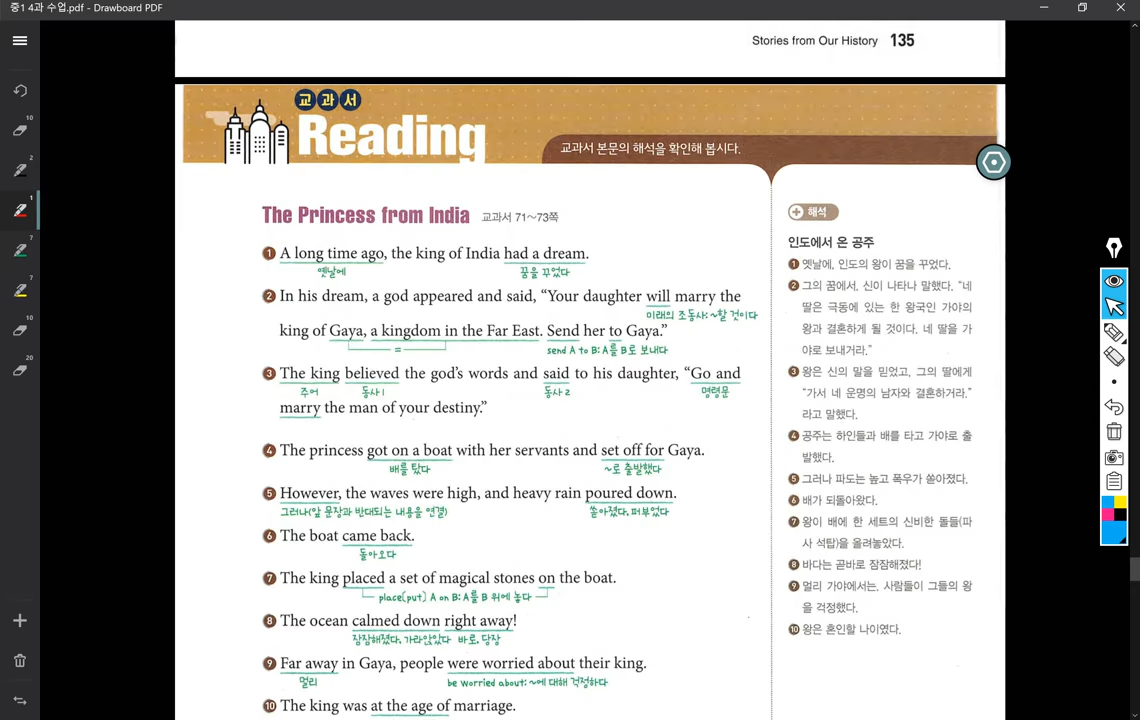 중1 4과 수업.pdf - Drawboard PDF
Stories from Our History 135
교과서
Reading
교과서 본문의 해석을 확인해 봅시다.
The Princess from India 교과서 71~73쪽
1 A long time ago, the king of India had a dream.
옛날에 꿈을 꾸었다
2 In his dream, a god appeared and said, “Your daughter will marry the
미래의 조동사: ~할 것이다
king of Gaya, a kingdom in the Far East. Send her to Gaya.”
= send A to B: A를 B로 보내다
3 The king believed the god’s words and said to his daughter, “Go and
주어 동사1 동사2 명령문
marry the man of your destiny.”
4 The princess got on a boat with her servants and set off for Gaya.
배를 탔다 ~로 출발했다
5 However, the waves were high, and heavy rain poured down.
그러나(앞 문장과 반대되는 내용을 연결) 쏟아졌다, 퍼부었다
6 The boat came back.
돌아오다
7 The king placed a set of magical stones on the boat.
place(put) A on B: A를 B 위에 놓다
8 The ocean calmed down right away!
잠잠해졌다, 가라앉았다 바로, 당장
9 Far away in Gaya, people were worried about their king.
멀리 be worried about: ~에 대해 걱정하다
10 The king was at the age of marriage.
+ 해석
인도에서 온 공주
1 옛날에, 인도의 왕이 꿈을 꾸었다.
2 그의 꿈에서, 신이 나타나 말했다. “네
딸은 극동에 있는 한 왕국인 가야의
왕과 결혼하게 될 것이다. 네 딸을 가
야로 보내거라.”
3 왕은 신의 말을 믿었고, 그의 딸에게
“가서 네 운명의 남자와 결혼하거라.”
라고 말했다.
4 공주는 하인들과 배를 타고 가야로 출
발했다.
5 그러나 파도는 높고 폭우가 쏟아졌다.
6 배가 되돌아왔다.
7 왕이 배에 한 세트의 신비한 돌들(파
사 석탑)을 올려놓았다.
8 바다는 곧바로 잠잠해졌다!
9 멀리 가야에서는, 사람들이 그들의 왕
을 걱정했다.
10 왕은 혼인할 나이였다.
10
2
1
7
7
10
20